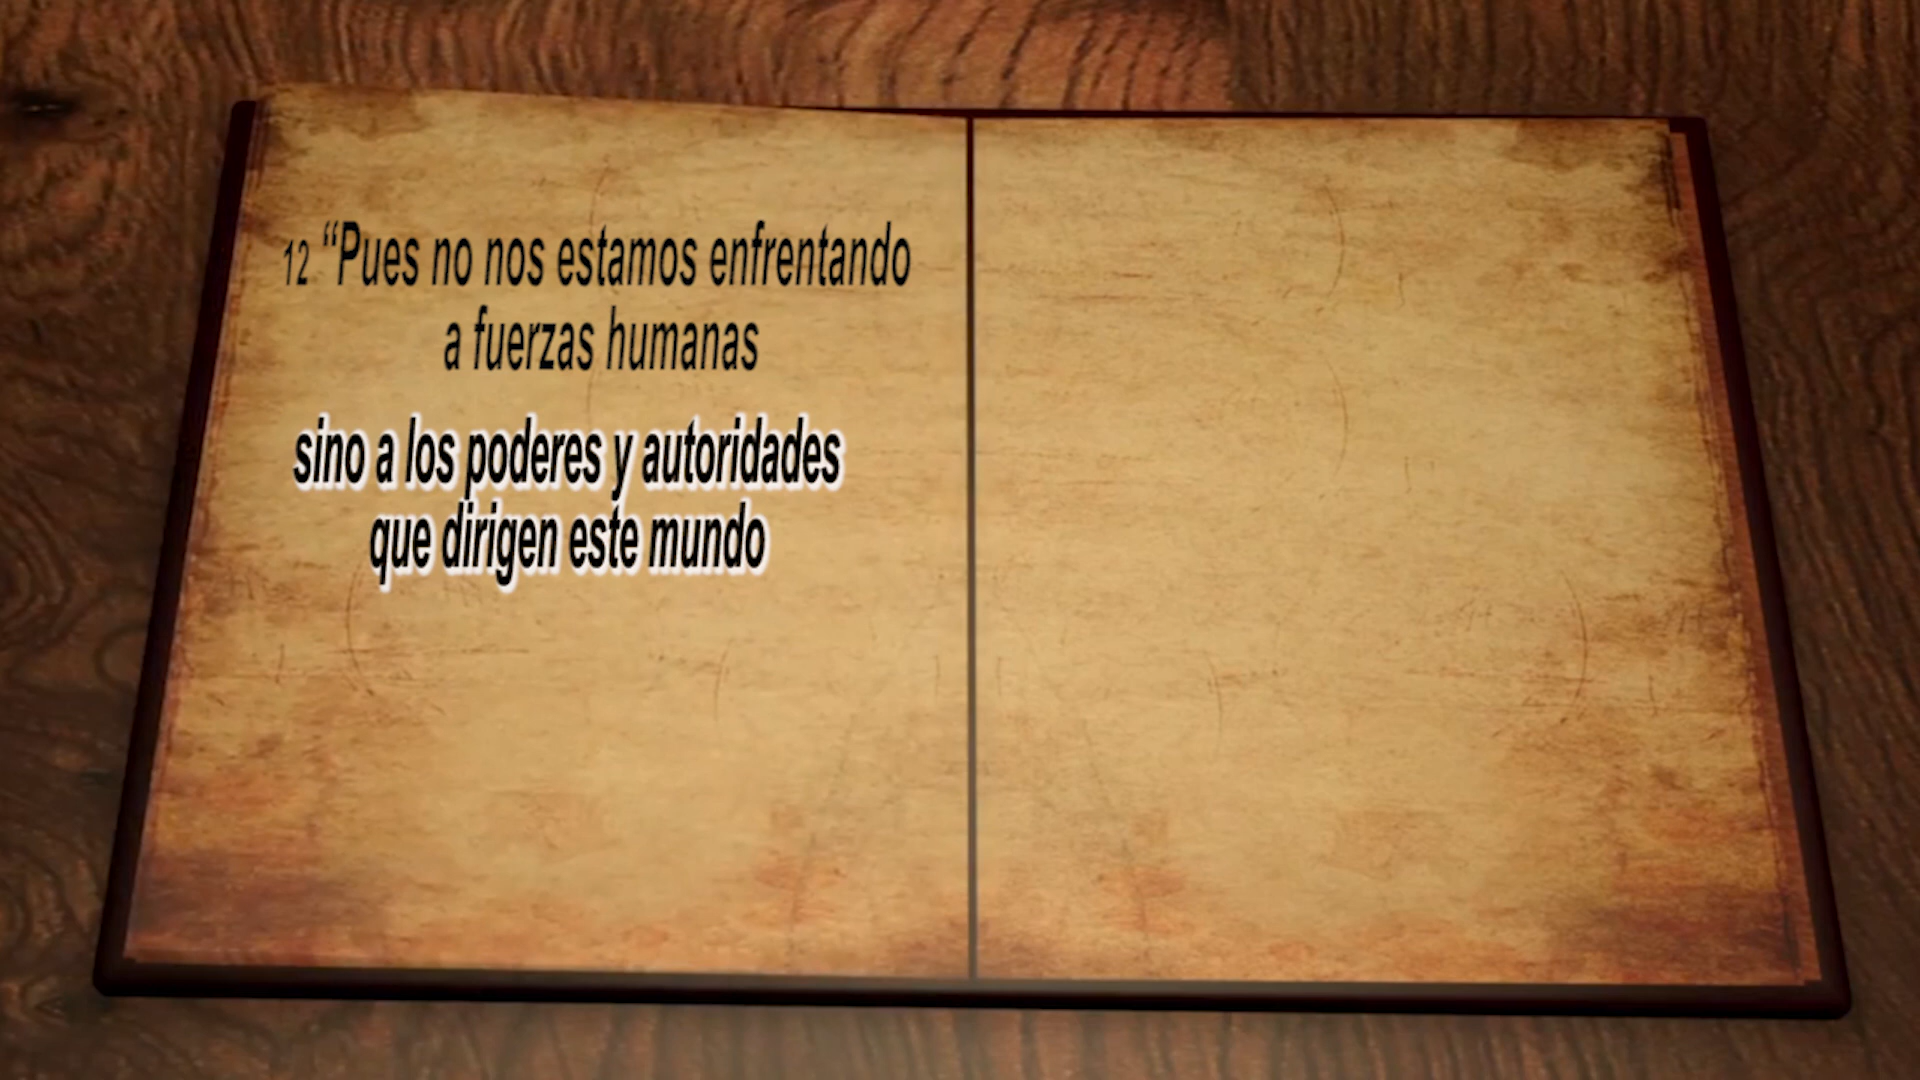 12 “Pues no nos estamos enfrentando
a fuerzas humanas
sino a los poderes y autoridades
que dirigen este mundo